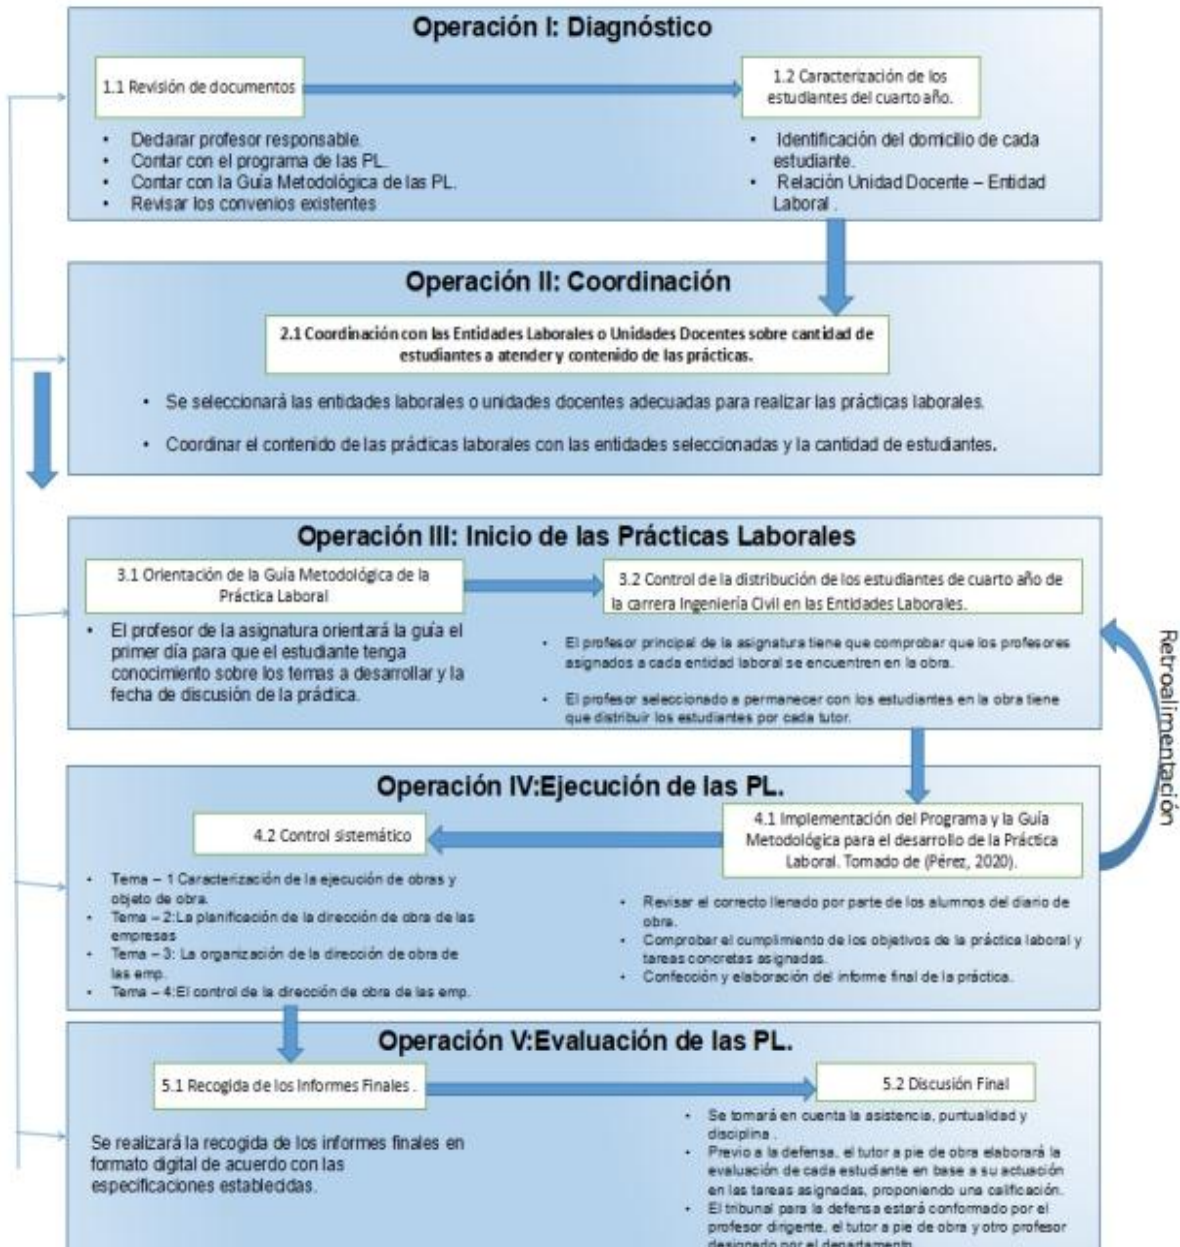 Operación I: Diagnóstico
1.1 Revisión de documentos
• Declarar profesor responsable.
• Contar con el programa de las PL.
• Contar con la Guía Metodológica de las PL.
• Revisar los convenios existentes
1.2 Caracterización de los
estudiantes del cuarto año.
• Identificación del domicilio de cada
estudiante.
• Relación Unidad Docente – Entidad
Laboral .
Operación II: Coordinación
2.1 Coordinación con las Entidades Laborales o Unidades Docentes sobre cantidad de
estudiantes a atender y contenido de las prácticas.
• Se seleccionará las entidades laborales o unidades docentes adecuadas para realizar las prácticas laborales.
• Coordinar el contenido de las prácticas laborales con las entidades seleccionadas y la cantidad de estudiantes.
Operación III: Inicio de las Prácticas Laborales
3.1 Orientación de la Guía Metodológica de la
Práctica Laboral
• El profesor de la asignatura orientará la guía el
primer día para que el estudiante tenga
conocimiento sobre los temas a desarrollar y la
fecha de discusión de la práctica.
3.2 Control de la distribución de los estudiantes de cuarto año de
la carrera Ingeniería Civil en las Entidades Laborales.
• El profesor principal de la asignatura tiene que comprobar que los profesores
asignados a cada entidad laboral se encuentren en la obra.
• El profesor seleccionado a permanecer con los estudiantes en la obra tiene
que distribuir los estudiantes por cada tutor.
Retroalimentación
Operación IV:Ejecución de las PL.
4.2 Control sistemático
• Tema – 1 Caracterización de la ejecución de obras y
objeto de obra.
• Tema – 2:La planificación de la dirección de obra de las
empresas
• Tema – 3: La organización de la dirección de obra de
las emp.
• Tema – 4:El control de la dirección de obra de las emp.
4.1 Implementación del Programa y la Guía
Metodológica para el desarrollo de la Práctica
Laboral. Tomado de (Pérez, 2020).
• Revisar el correcto llenado por parte de los alumnos del diario de
obra.
• Comprobar el cumplimiento de los objetivos de la práctica laboral y
tareas concretas asignadas.
• Confección y elaboración del informe final de la práctica.
Operación V:Evaluación de las PL.
5.1 Recogida de los Informes Finales .
Se realizará la recogida de los informes finales en
formato digital de acuerdo con las
especificaciones establecidas.
5.2 Discusión Final
• Se tomará en cuenta la asistencia, puntualidad y
disciplina .
• Previo a la defensa, el tutor a pie de obra elaborará la
evaluación de cada estudiante en base a su actuación
en las tareas asignadas, proponiendo una calificación.
• El tribunal para la defensa estará conformado por el
profesor dirigente, el tutor a pie de obra y otro profesor
designado por el departamento